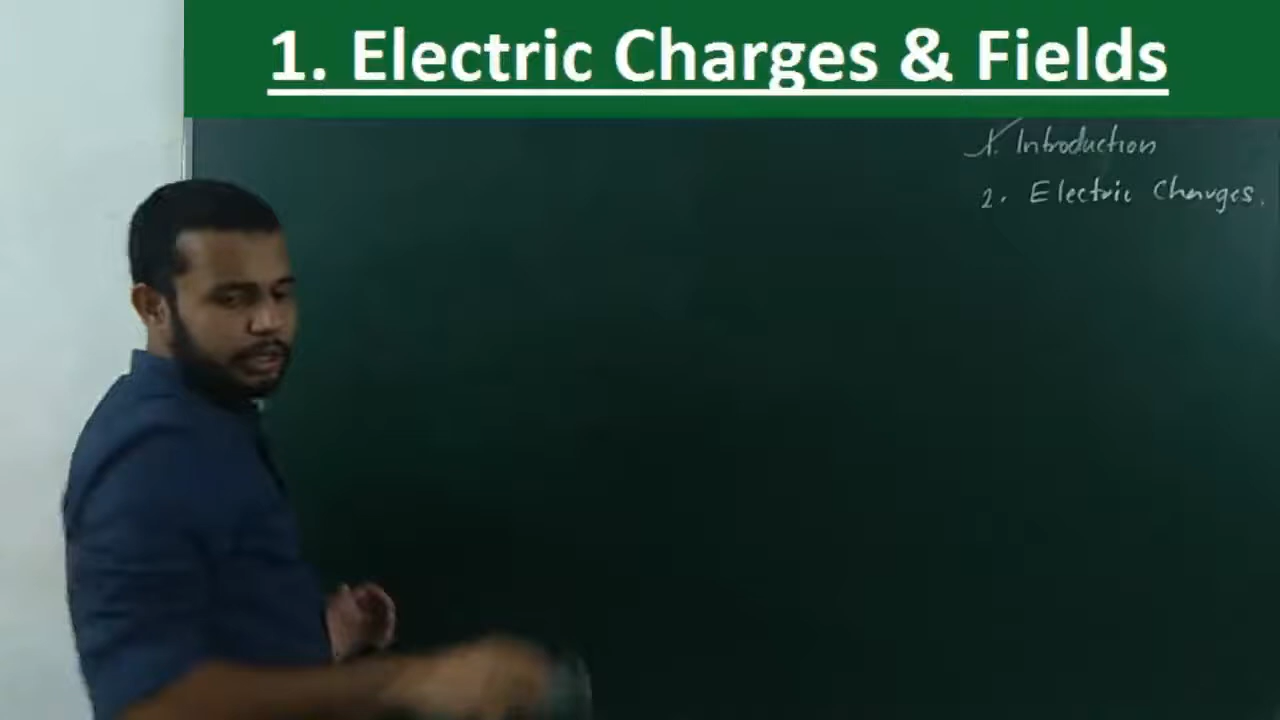 1. Electric Charges & Fields
1. Introduction
2. Electric Charges.